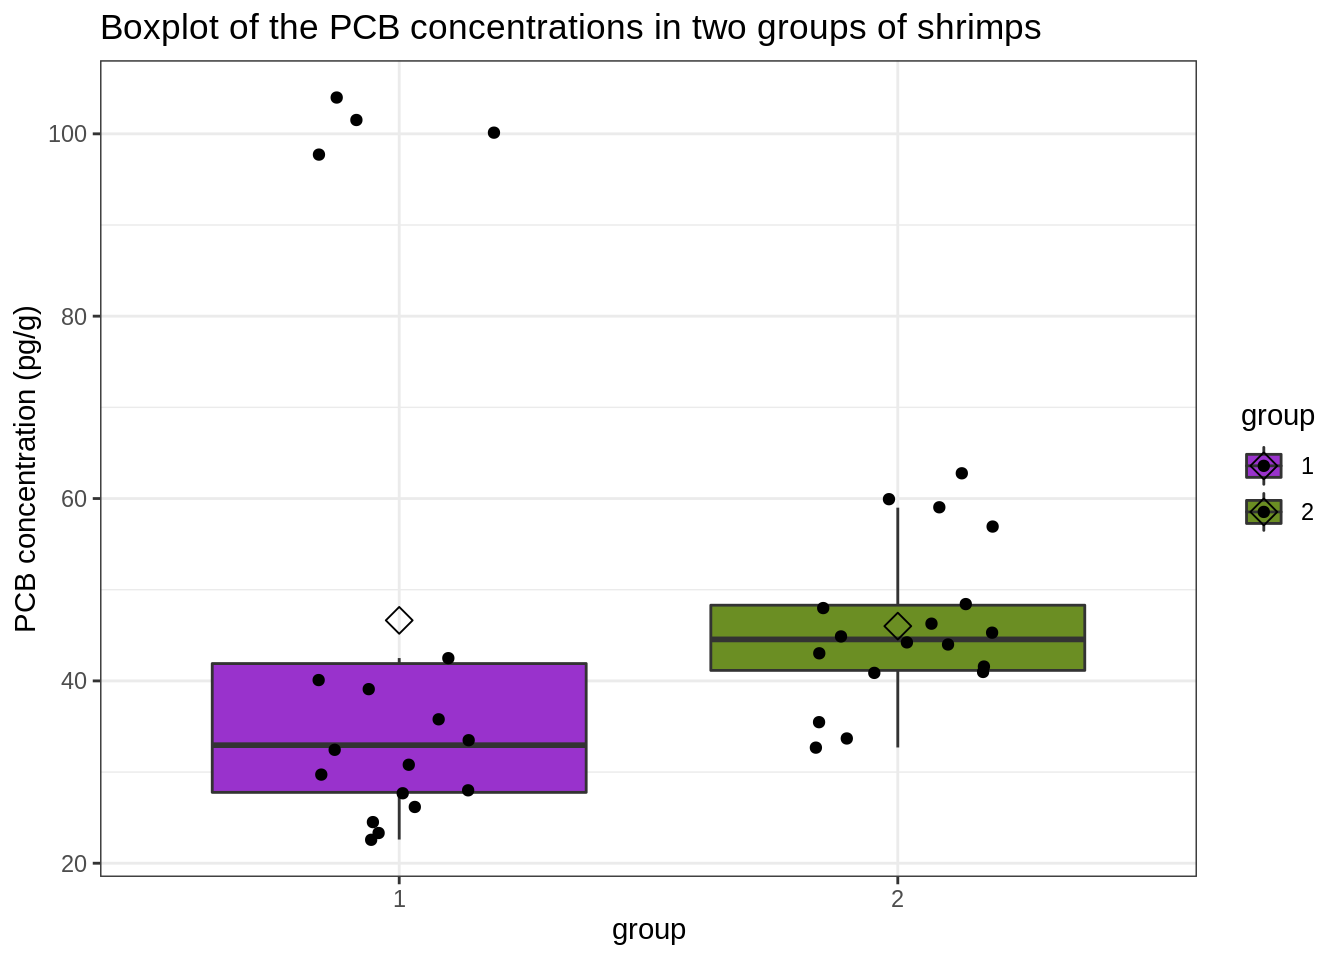 Boxplot of the PCB concentrations in two groups of shrimps
PCB concentration (pg/g)
100
80
60
40
20
1
2
group
group
1
2